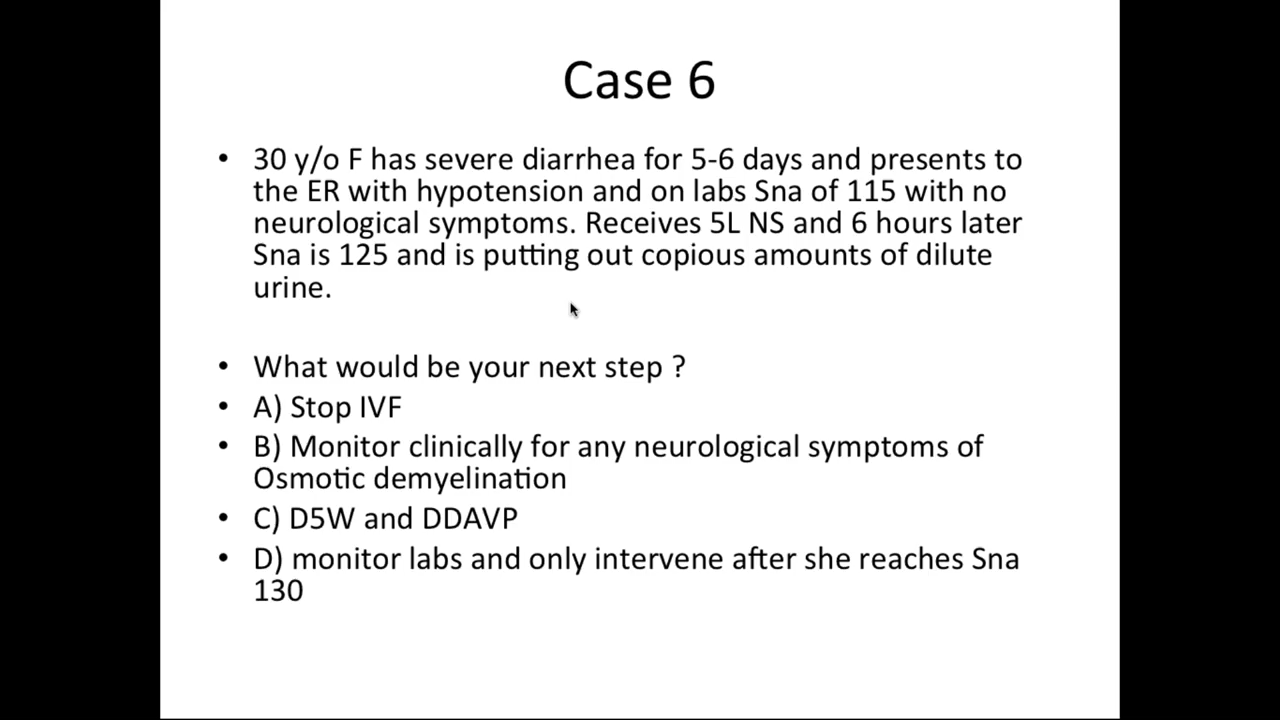 Case 6
• 30 y/o F has severe diarrhea for 5-6 days and presents to
the ER with hypotension and on labs Sna of 115 with no
neurological symptoms. Receives 5L NS and 6 hours later
Sna is 125 and is putting out copious amounts of dilute
urine.
• What would be your next step ?
• A) Stop IVF
• B) Monitor clinically for any neurological symptoms of
Osmotic demyelination
• C) D5W and DDAVP
• D) monitor labs and only intervene after she reaches Sna
130